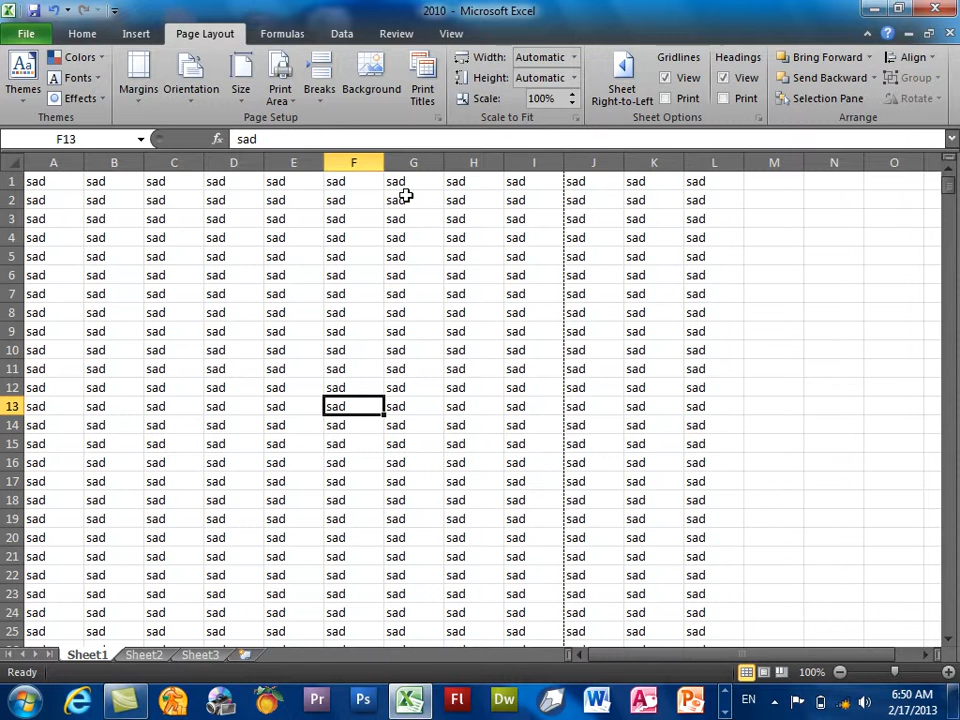 2010 - Microsoft Excel
File Home Insert Page Layout Formulas Data Review View
Themes Colors Fonts Effects Margins Orientation Size Print Area Breaks Background Print Titles Width: Automatic Height: Automatic Scale: 100% Sheet Right-to-Left Gridlines View Print Headings View Print Bring Forward Send Backward Selection Pane Align Group Rotate
Themes Page Setup Scale to Fit Sheet Options Arrange
F13 fx sad
A B C D E F G H I J K L M N O
1 sad sad sad sad sad sad sad sad sad sad sad sad
2 sad sad sad sad sad sad sad sad sad sad sad sad
3 sad sad sad sad sad sad sad sad sad sad sad sad
4 sad sad sad sad sad sad sad sad sad sad sad sad
5 sad sad sad sad sad sad sad sad sad sad sad sad
6 sad sad sad sad sad sad sad sad sad sad sad sad
7 sad sad sad sad sad sad sad sad sad sad sad sad
8 sad sad sad sad sad sad sad sad sad sad sad sad
9 sad sad sad sad sad sad sad sad sad sad sad sad
10 sad sad sad sad sad sad sad sad sad sad sad sad
11 sad sad sad sad sad sad sad sad sad sad sad sad
12 sad sad sad sad sad sad sad sad sad sad sad sad
13 sad sad sad sad sad sad sad sad sad sad sad sad
14 sad sad sad sad sad sad sad sad sad sad sad sad
15 sad sad sad sad sad sad sad sad sad sad sad sad
16 sad sad sad sad sad sad sad sad sad sad sad sad
17 sad sad sad sad sad sad sad sad sad sad sad sad
18 sad sad sad sad sad sad sad sad sad sad sad sad
19 sad sad sad sad sad sad sad sad sad sad sad sad
20 sad sad sad sad sad sad sad sad sad sad sad sad
21 sad sad sad sad sad sad sad sad sad sad sad sad
22 sad sad sad sad sad sad sad sad sad sad sad sad
23 sad sad sad sad sad sad sad sad sad sad sad sad
24 sad sad sad sad sad sad sad sad sad sad sad sad
25 sad sad sad sad sad sad sad sad sad sad sad sad
Sheet1 Sheet2 Sheet3
Ready 100%
Pr Ps Fl Dw EN 6:50 AM
2/17/2013